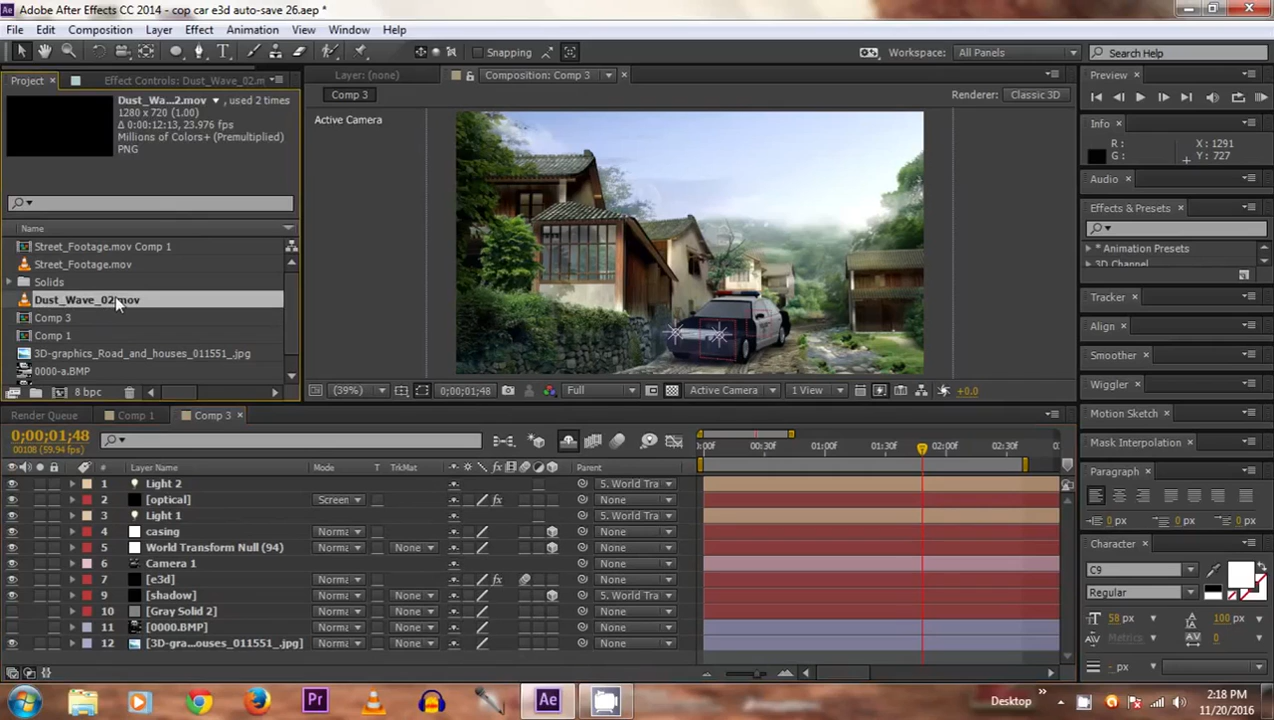 Adobe After Effects CC 2014 - cop car e3d auto-save 26.aep *
File Edit Composition Layer Effect Animation View Window Help
Snapping
Workspace: All Panels
Search Help
Project
Effect Controls: Dust_Wave_02.m
Layer: (none)
Composition: Comp 3
Preview
Dust_Wa...2.mov , used 2 times
1280 x 720 (1.00)
Δ 0:00:12:13, 23.976 fps
Millions of Colors+ (Premultiplied)
PNG
Comp 3
Renderer: Classic 3D
Active Camera
Info
R :
G :
X : 1291
Y : 727
Audio
Effects & Presets
* Animation Presets
3D Channel
Name
Street_Footage.mov Comp 1
Street_Footage.mov
Solids
Dust_Wave_02.mov
Comp 3
Comp 1
3D-graphics_Road_and_houses_011551_.jpg
0000-a.BMP
8 bpc
(39%)
0;00;01;48
Full
Active Camera
1 View
+0.0
Tracker
Align
Smoother
Wiggler
Motion Sketch
Mask Interpolation
Paragraph
0 px
0 px
0 px
0 px
0 px
Character
C9
Regular
58 px
100 px
Metrics
0
- px
Render Queue
Comp 1
Comp 3
0;00;01;48
00108 (59.94 fps)
# Layer Name Mode T TrkMat Parent
:00f 00:30f 01:00f 01:30f 02:00f 02:30f
1 Light 2 5. World Tra
2 [optical] Screen None
3 Light 1 5. World Tra
4 casing Norma None
5 World Transform Null (94) Norma None None
6 Camera 1 None
7 [e3d] Norma None
9 [shadow] Norma None 5. World Tra
10 [Gray Solid 2] Norma None None
11 [0000.BMP] Norma None None
12 [3D-gra...ouses_011551_.jpg] Norma None None
Desktop
2:18 PM
11/20/2016